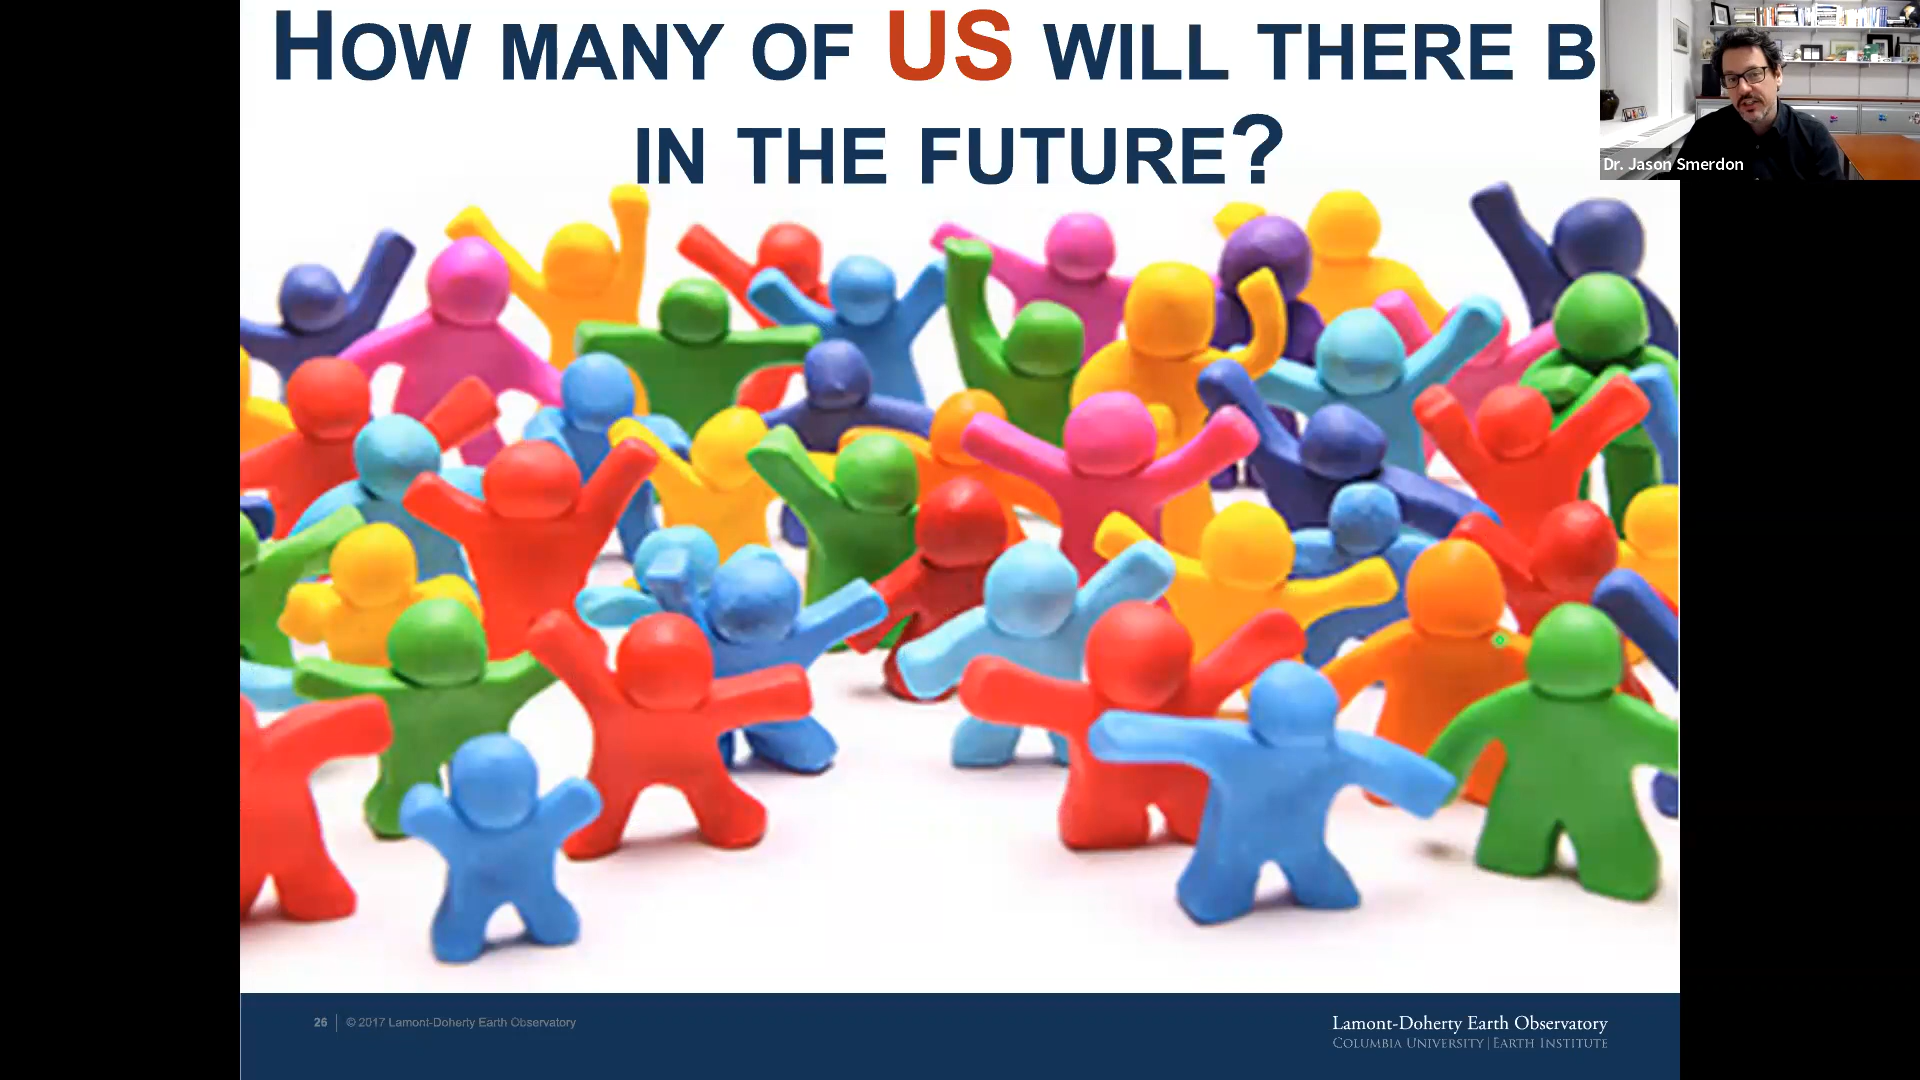 HOW MANY OF US WILL THERE B
IN THE FUTURE?
Dr. Jason Smerdon
26 | © 2017 Lamont-Doherty Earth Observatory
Lamont-Doherty Earth Observatory
COLUMBIA UNIVERSITY | EARTH INSTITUTE